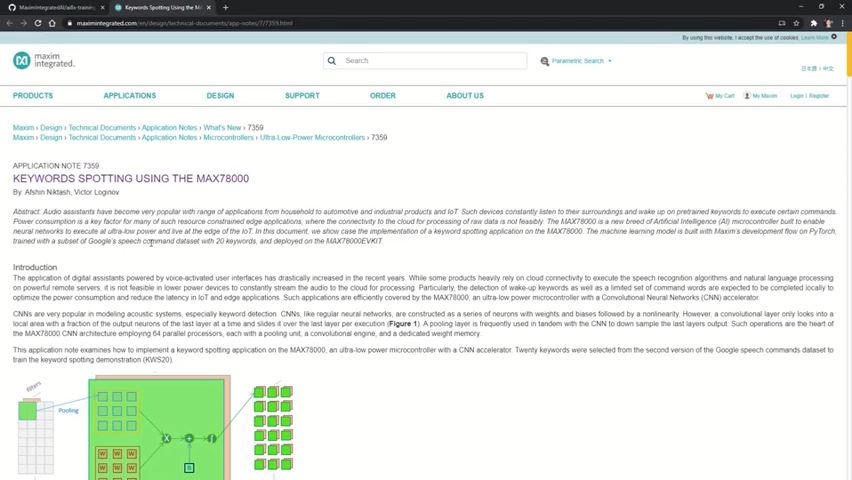 MaximIntegratedAI/ai8x-training
Keywords Spotting Using the MA
maximintegrated.com/en/design/technical-documents/app-notes/7/7359.html
By using this website, I accept the use of cookies. Learn More
maxim integrated.
Search
Parametric Search
日本語 | 中文
PRODUCTS APPLICATIONS DESIGN SUPPORT ORDER ABOUT US
My Cart My Maxim Login | Register
Maxim › Design › Technical Documents › Application Notes › What's New › 7359
Maxim › Design › Technical Documents › Application Notes › Microcontrollers › Ultra-Low-Power Microcontrollers › 7359
APPLICATION NOTE 7359
KEYWORDS SPOTTING USING THE MAX78000
By: Afshin Niktash, Victor Loginov
Abstract: Audio assistants have become very popular with range of applications from household to automotive and industrial products and IoT. Such devices constantly listen to their surroundings and wake up on pretrained keywords to execute certain commands.
Power consumption is a key factor for many of such resource constrained edge applications, where the connectivity to the cloud for processing of raw data is not feasibly. The MAX78000 is a new breed of Artificial Intelligence (AI) microcontroller built to enable
neural networks to execute at ultra-low power and live at the edge of the IoT. In this document, we show case the implementation of a keyword spotting application on the MAX78000. The machine learning model is built with Maxim's development flow on PyTorch,
trained with a subset of Google's speech command dataset with 20 keywords, and deployed on the MAX78000EVKIT.
Introduction
The application of digital assistants powered by voice-activated user interfaces has drastically increased in the recent years. While some products heavily rely on cloud connectivity to execute the speech recognition algorithms and natural language processing
on powerful remote servers, it is not feasible in lower power devices to constantly stream the audio to the cloud for processing. Particularly, the detection of wake-up keywords as well as a limited set of command words are expected to be completed locally to
optimize the power consumption and reduce the latency in IoT and edge applications. Such applications are efficiently covered by the MAX78000, an ultra-low power microcontroller with a Convolutional Neural Networks (CNN) accelerator.
CNNs are very popular in modeling acoustic systems, especially keyword detection. CNNs, like regular neural networks, are constructed as a series of neurons with weights and biases followed by a nonlinearity. However, a convolutional layer only looks into a
local area with a fraction of the output neurons of the last layer at a time and slides it over the last layer per execution (Figure 1). A pooling layer is frequently used in tandem with the CNN to down sample the last layers output. Such operations are the heart of
the MAX78000 CNN architecture employing 64 parallel processors, each with a pooling unit, a convolutional engine, and a dedicated weight memory.
This application note examines how to implement a keyword spotting application on the MAX78000, an ultra-low power microcontroller with a CNN accelerator. Twenty keywords were selected from the second version of the Google speech commands dataset to
train the keyword spotting demonstration (KWS20).
filters
Pooling
X + ∫
W W W
W W W
B